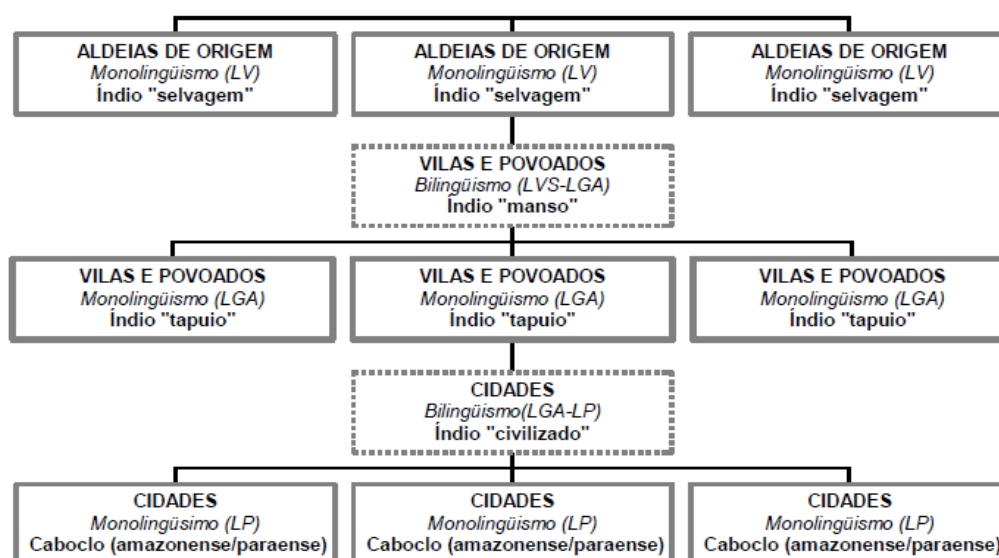 ALDEIAS DE ORIGEM
Monolingüismo (LV)
Índio "selvagem"
ALDEIAS DE ORIGEM
Monolingüismo (LV)
Índio "selvagem"
ALDEIAS DE ORIGEM
Monolingüismo (LV)
Índio "selvagem"
VILAS E POVOADOS
Bilingüismo (LVS-LGA)
Índio "manso"
VILAS E POVOADOS
Monolingüismo (LGA)
Índio "tapuio"
VILAS E POVOADOS
Monolingüismo (LGA)
Índio "tapuio"
VILAS E POVOADOS
Monolingüismo (LGA)
Índio "tapuio"
CIDADES
Bilingüismo(LGA-LP)
Índio "civilizado"
CIDADES
Monolingüsimo (LP)
Caboclo (amazonense/paraense)
CIDADES
Monolingüismo (LP)
Caboclo (amazonense/paraense)
CIDADES
Monolingüismo (LP)
Caboclo (amazonense/paraense)